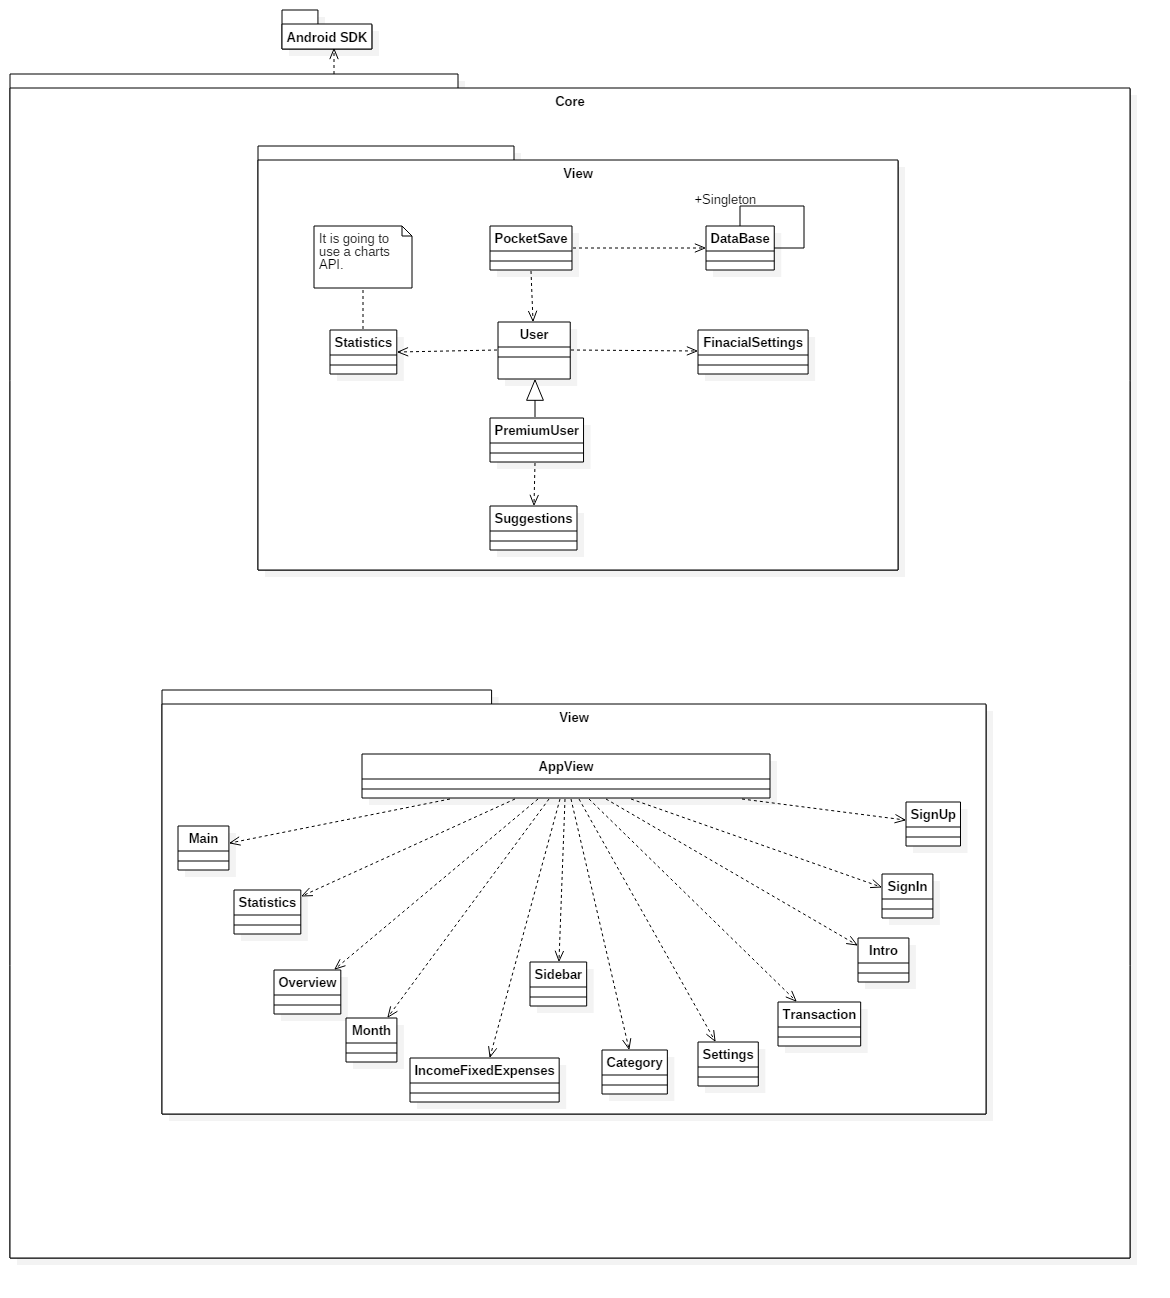 Android SDK
Core
View
+Singleton
It is going to
use a charts
API.
PocketSave
DataBase
Statistics
User
FinacialSettings
PremiumUser
Suggestions
View
AppView
Main
SignUp
Statistics
SignIn
Intro
Overview
Sidebar
Month
Transaction
IncomeFixedExpenses
Category
Settings